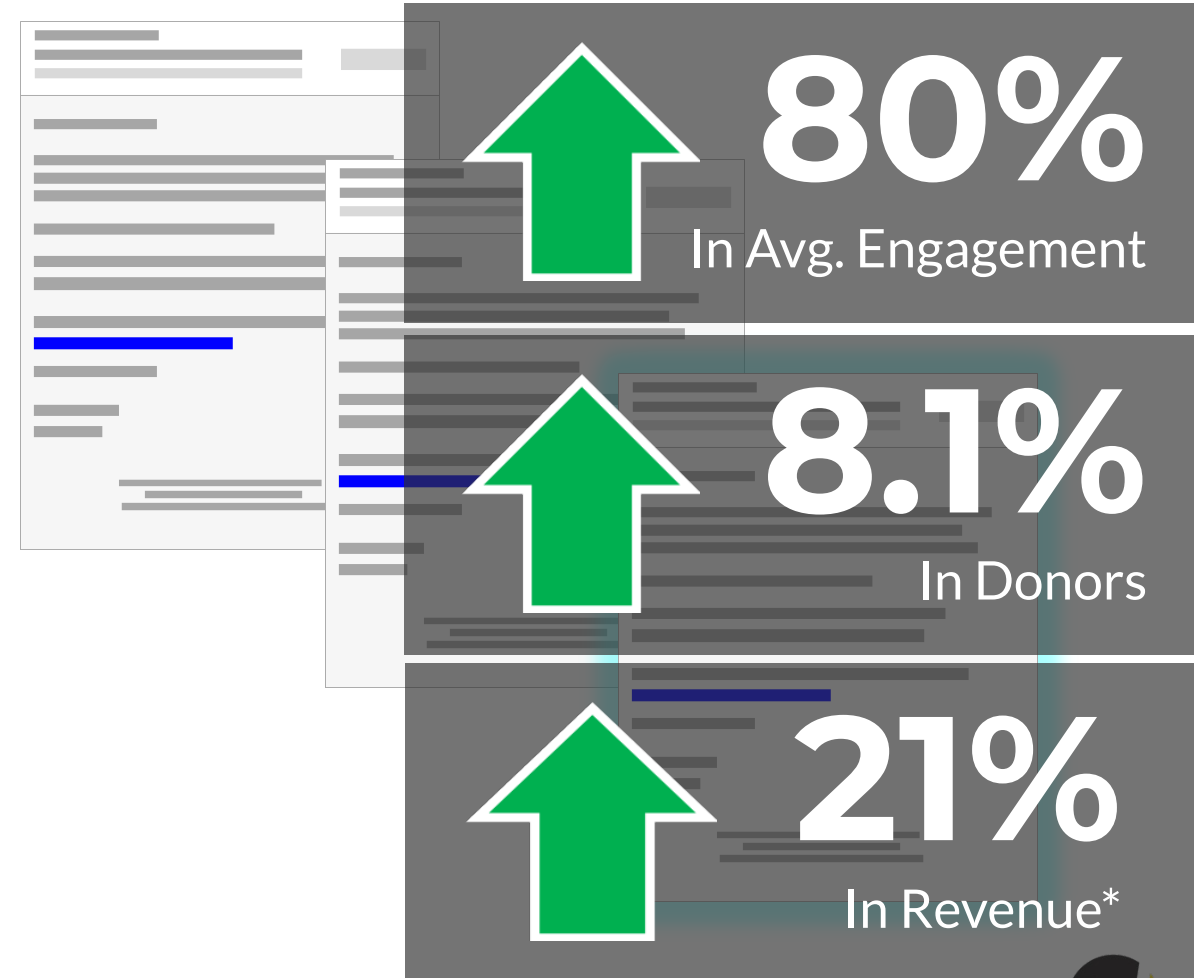 80%
In Avg. Engagement
8.1%
In Donors
21%
In Revenue*